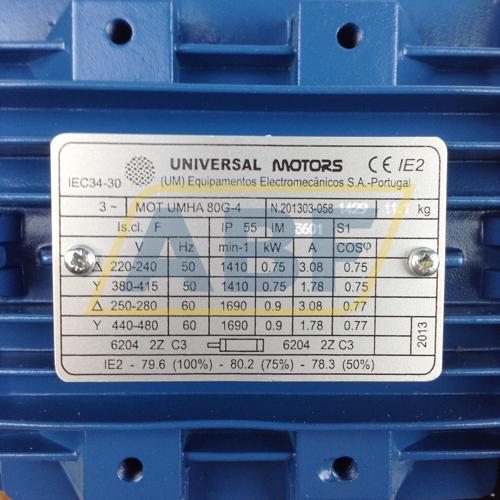 UNIVERSAL MOTORS CE IE2
IEC34-30 (UM) Equipamentos Electromecânicos S.A.-Portugal
3 ~ MOT UMHA 80G-4 N.201303-058 1429 kg
Is.cl. F IP 55 IM 3601 S1
V Hz min-1 kW A COSφ
Δ 220-240 50 1410 0.75 3.08 0.75
Y 380-415 50 1410 0.75 1.78 0.75
Δ 250-280 60 1690 0.9 3.08 0.77
Y 440-480 60 1690 0.9 1.78 0.77
6204 2Z C3 6204 2Z C3
2013
IE2 - 79.6 (100%) - 80.2 (75%) - 78.3 (50%)
ABF